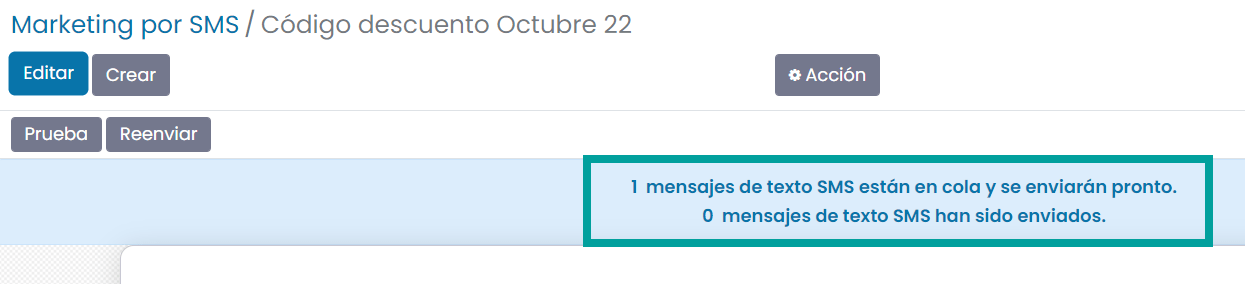 Marketing por SMS / Código descuento Octubre 22
Editar Crear Acción
Prueba Reenviar
1 mensajes de texto SMS están en cola y se enviarán pronto.
0 mensajes de texto SMS han sido enviados.